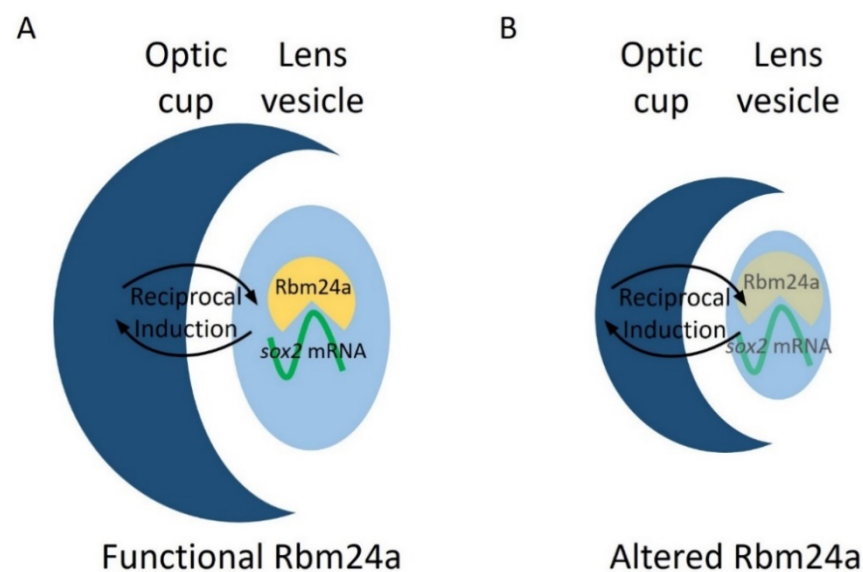 A
Optic Lens
cup vesicle
Rbm24a
Reciprocal
Induction
sox2 mRNA
Functional Rbm24a
B
Optic Lens
cup vesicle
Rbm24a
Reciprocal
Induction
sox2 mRNA
Altered Rbm24a